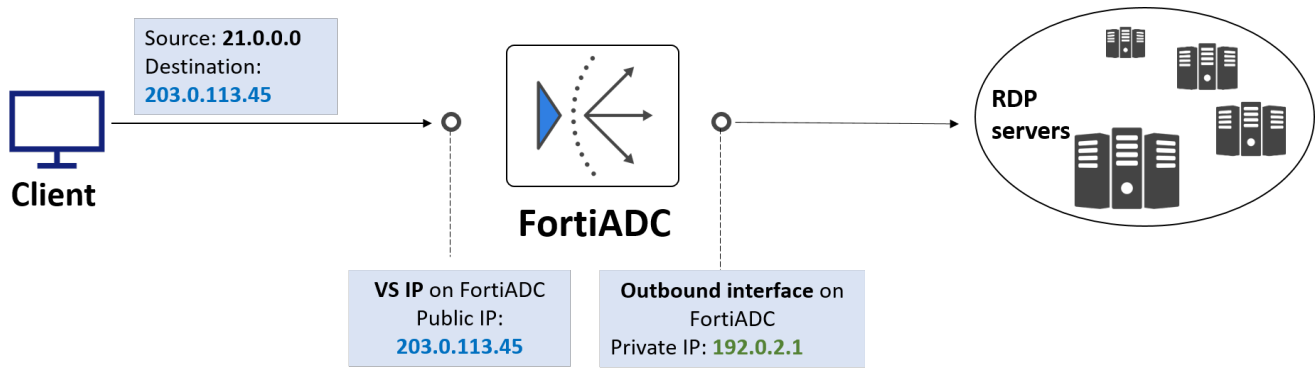 Source: 21.0.0.0
Destination:
203.0.113.45
Client
FortiADC
RDP
servers
VS IP on FortiADC
Public IP:
203.0.113.45
Outbound interface on
FortiADC
Private IP: 192.0.2.1